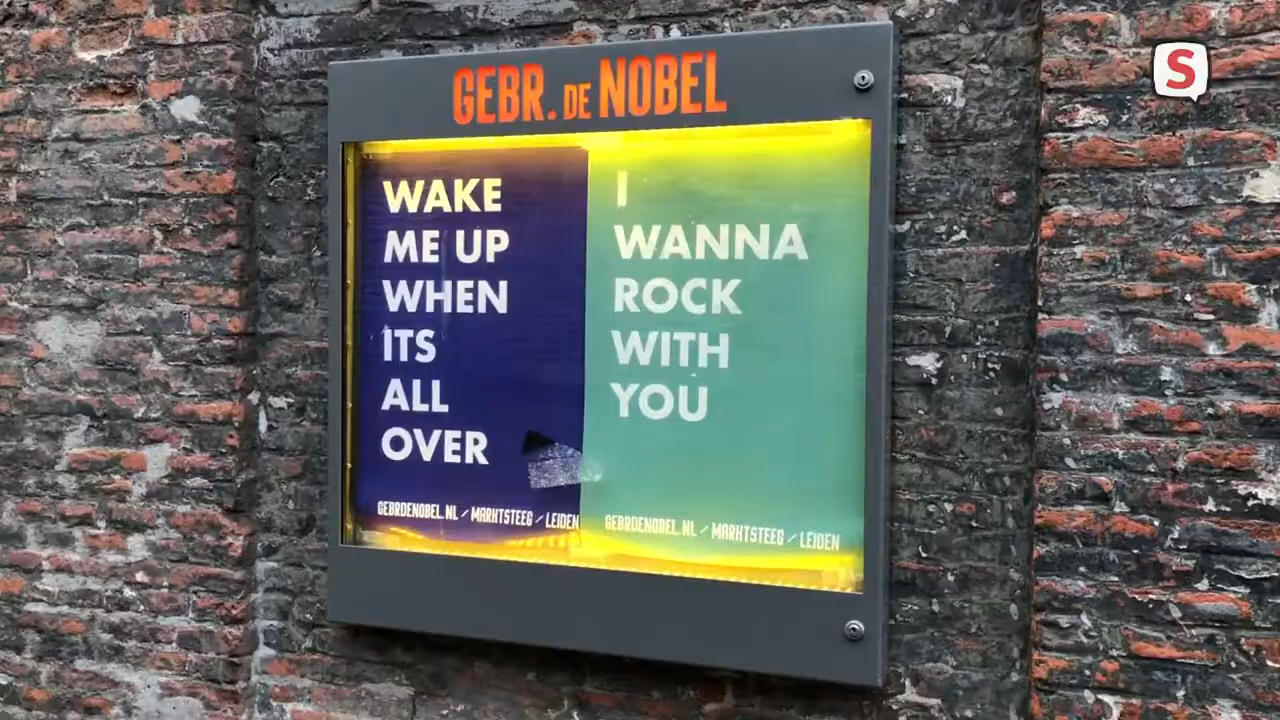 GEBR. DE NOBEL
WAKE
ME UP
WHEN
ITS
ALL
OVER
GEBRDENOBEL.NL / MARKTSTEEG / LEIDEN
I
WANNA
ROCK
WITH
YOU
GEBRDENOBEL.NL / MARKTSTEEG / LEIDEN
S